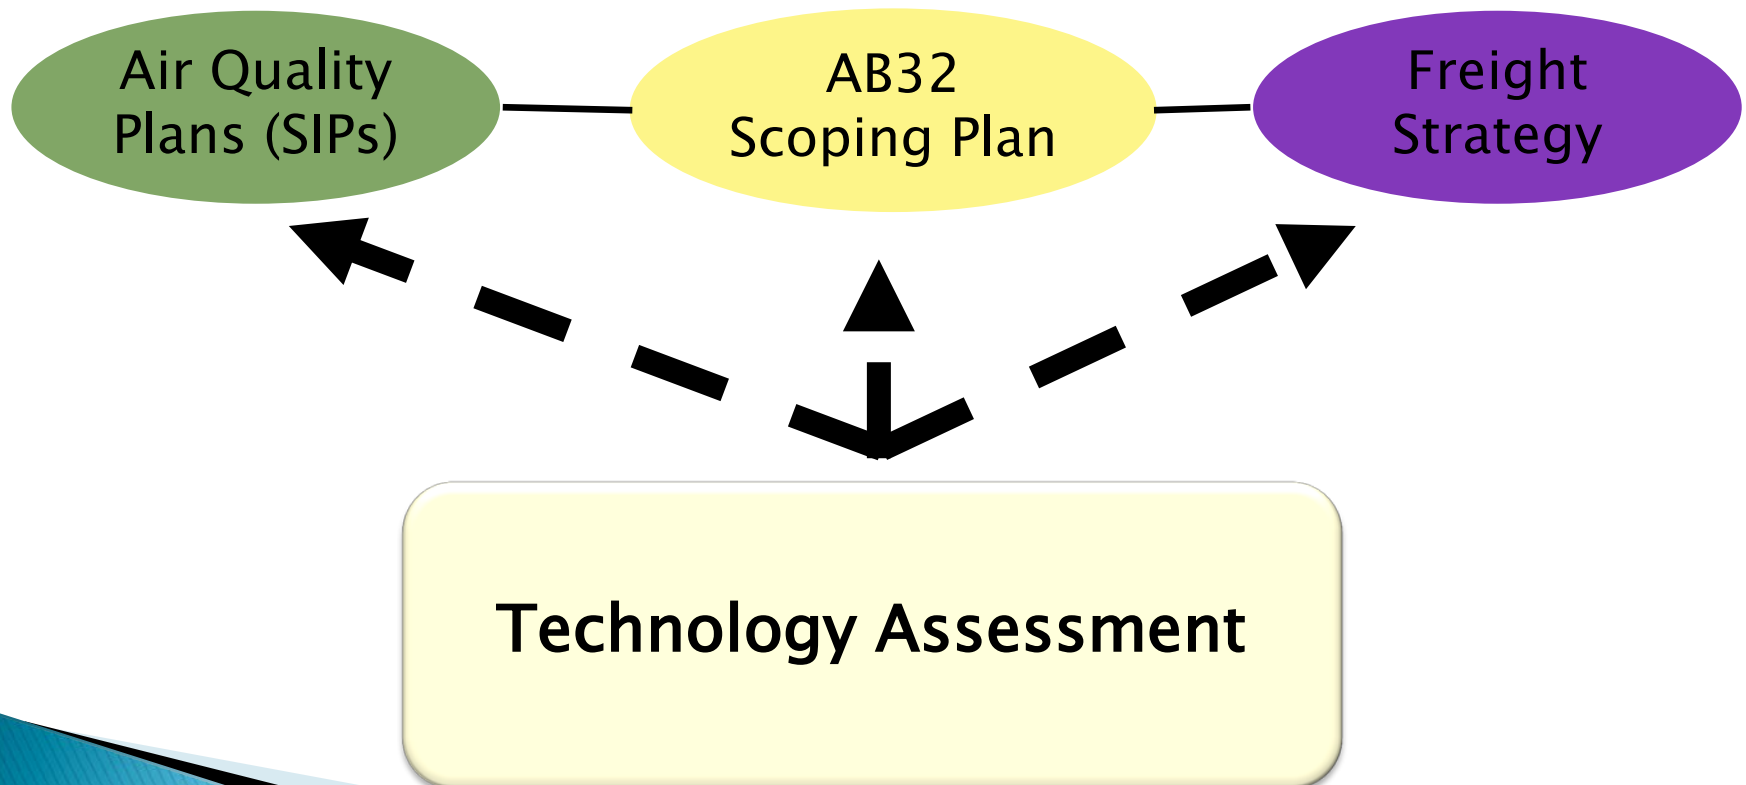 Air Quality
Plans (SIPs)
AB32
Scoping Plan
Freight
Strategy
Technology Assessment